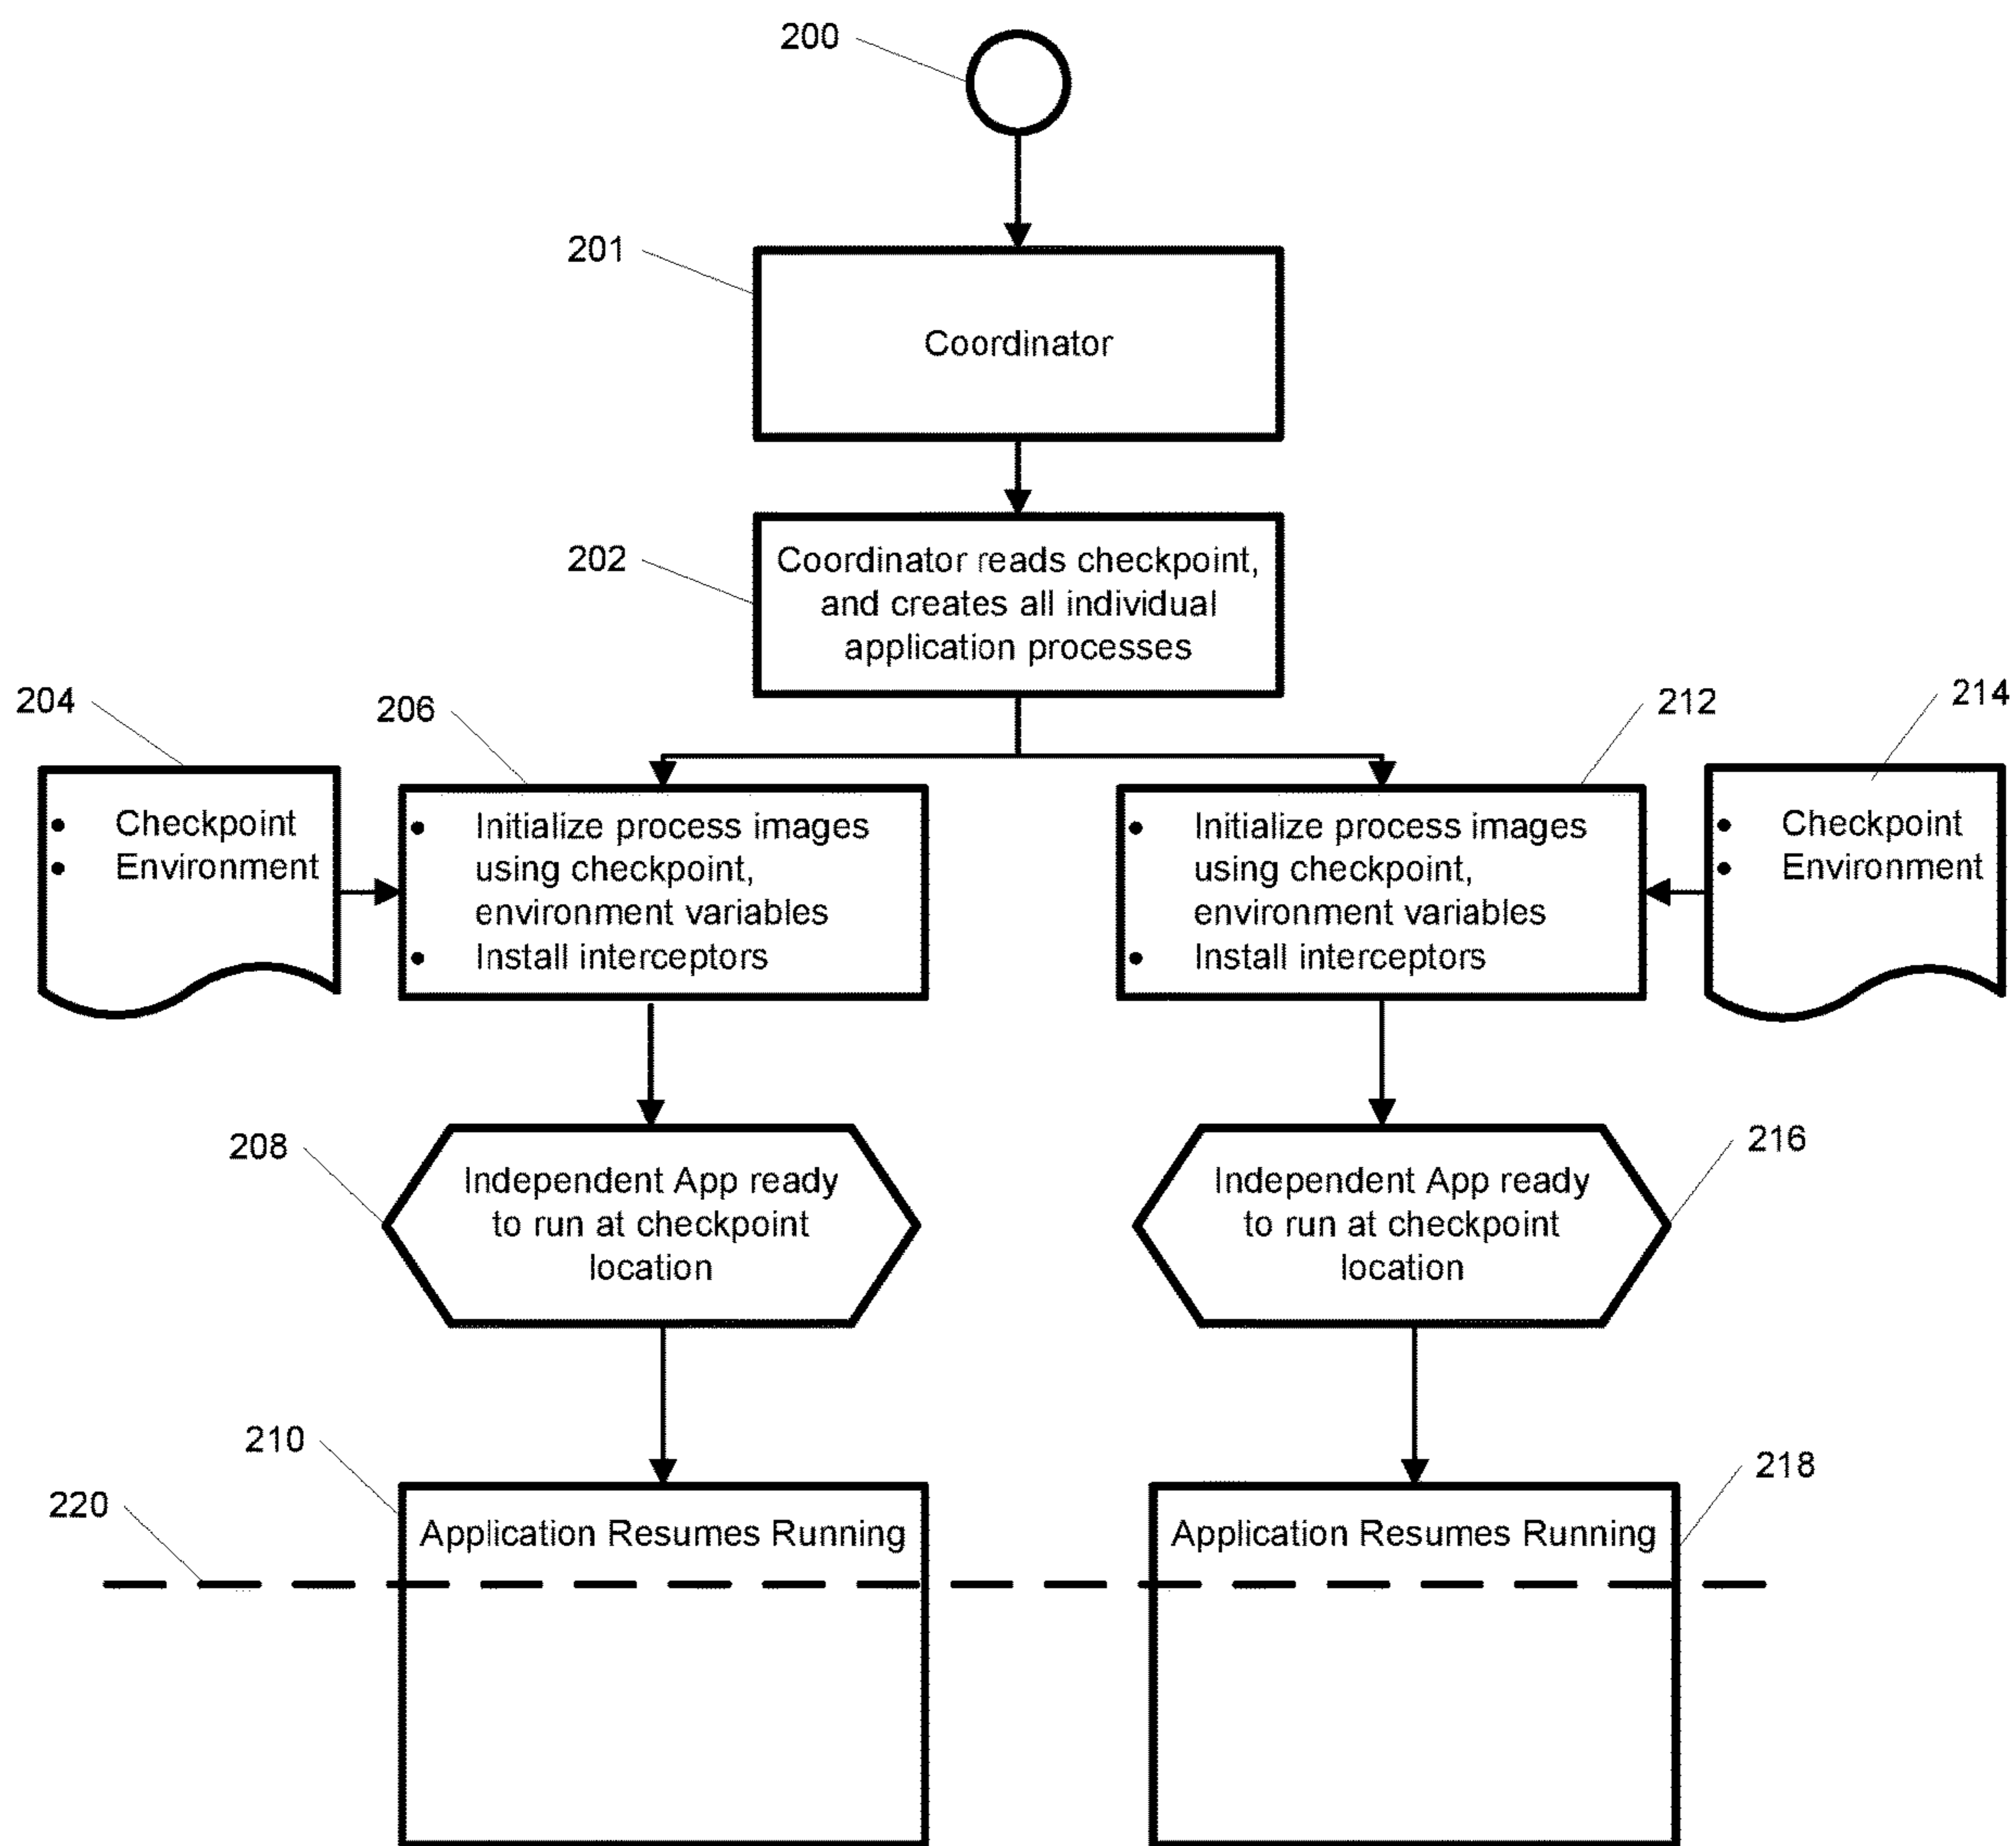 200
201
Coordinator
202
Coordinator reads checkpoint,
and creates all individual
application processes
204
206
212
214
• Checkpoint
• Environment
• Initialize process images
using checkpoint,
environment variables
• Install interceptors
• Initialize process images
using checkpoint,
environment variables
• Install interceptors
• Checkpoint
• Environment
208
Independent App ready
to run at checkpoint
location
216
Independent App ready
to run at checkpoint
location
210
Application Resumes Running
218
Application Resumes Running
220